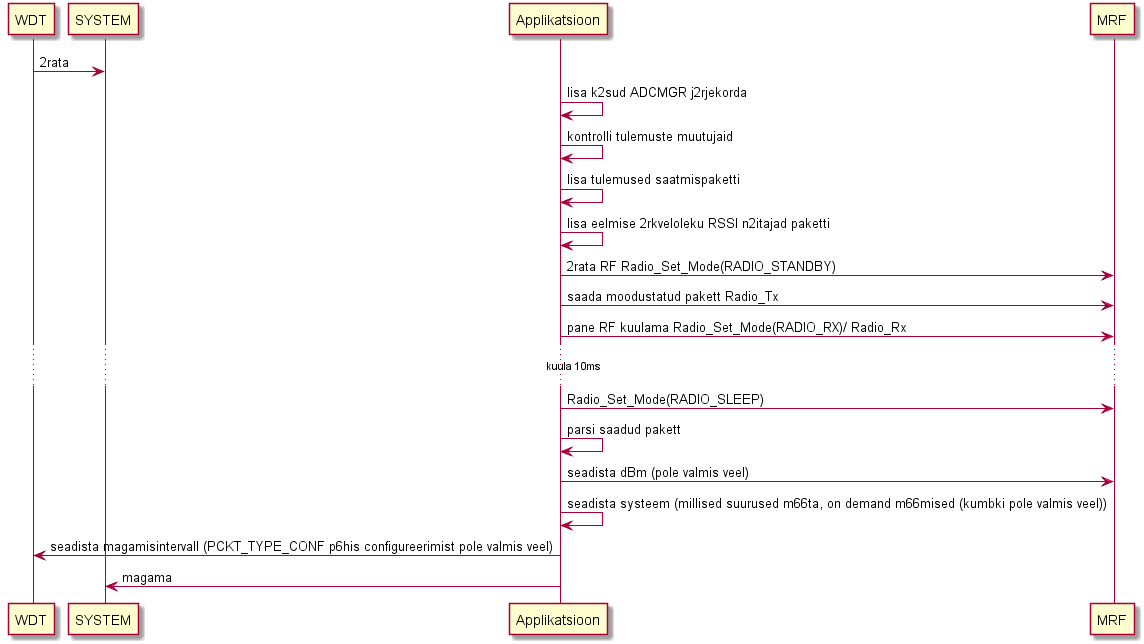 WDT SYSTEM Applikatsioon MRF
2rata
lisa k2sud ADCMGR j2rjekorda
kontrolli tulemuste muutujaid
lisa tulemused saatmispaketti
lisa eelmise 2rkveloleku RSSI n2itajad paketti
2rata RF Radio_Set_Mode(RADIO_STANDBY)
saada moodustatud pakett Radio_Tx
pane RF kuulama Radio_Set_Mode(RADIO_RX)/ Radio_Rx
kuula 10ms
Radio_Set_Mode(RADIO_SLEEP)
parsi saadud pakett
seadista dBm (pole valmis veel)
seadista systeem (millised suurused m66ta, on demand m66mised (kumbki pole valmis veel))
seadista magamisintervall (PCKT_TYPE_CONF p6his configureerimist pole valmis veel)
magama
WDT SYSTEM Applikatsioon MRF